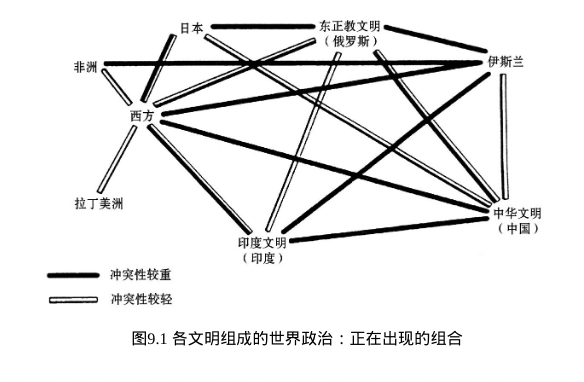 日本
东正教文明
（俄罗斯）
伊斯兰
非洲
西方
拉丁美洲
中华文明
（中国）
印度文明
（印度）
冲突性较重
冲突性较轻
图9.1 各文明组成的世界政治：正在出现的组合